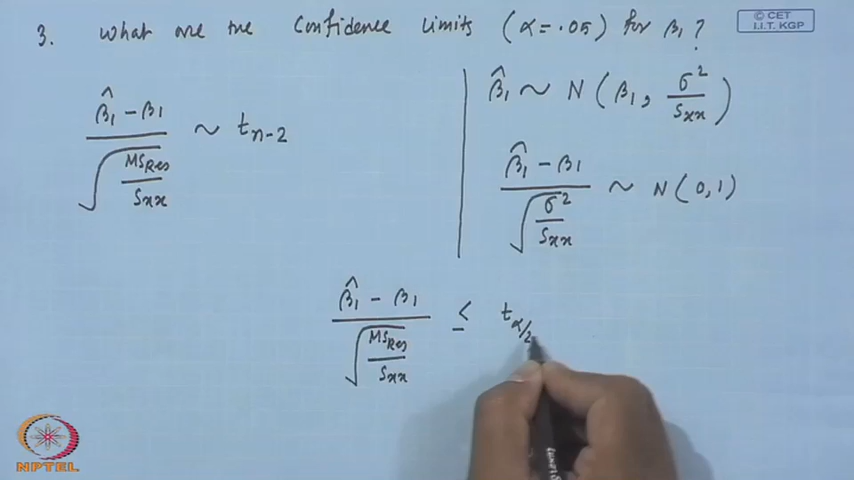 3. What are the Confidence limits (α = .05) for β1 ?
© CET
I.I.T. KGP
β̂1 − β1 / √(MSRes / Sxx) ~ tn−2
β̂1 ~ N(β1, σ² / Sxx)
β̂1 − β1 / √(σ² / Sxx) ~ N(0,1)
β̂1 − β1 / √(MSRes / Sxx) ≤ tα/2
NPTEL